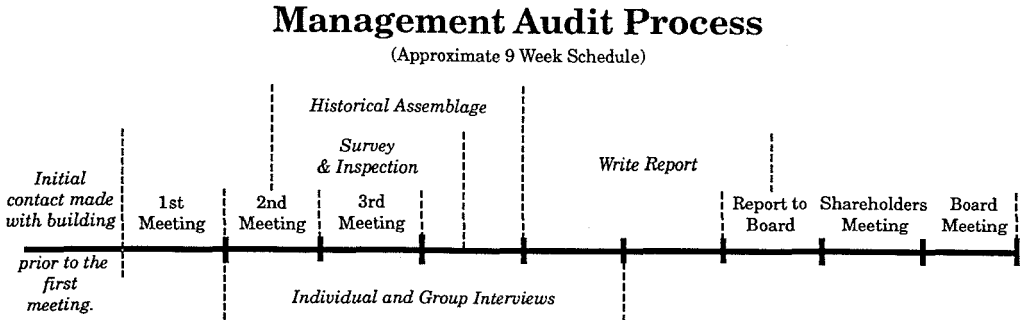 Management Audit Process
(Approximate 9 Week Schedule)
Historical Assemblage
Survey
& Inspection
Write Report
Initial
contact made
with building
prior to the
first
meeting.
1st
Meeting
2nd
Meeting
3rd
Meeting
Report to
Board
Shareholders
Meeting
Board
Meeting
Individual and Group Interviews